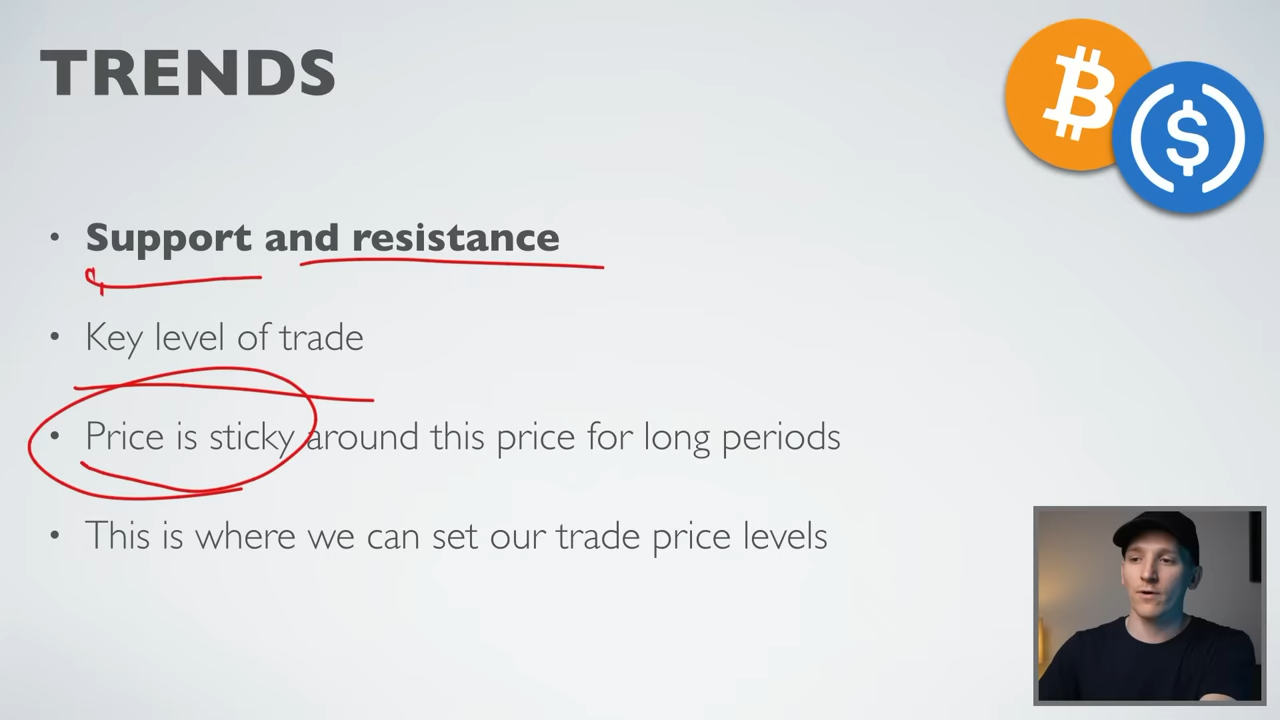 TRENDS
• Support and resistance
• Key level of trade
• Price is sticky around this price for long periods
• This is where we can set our trade price levels